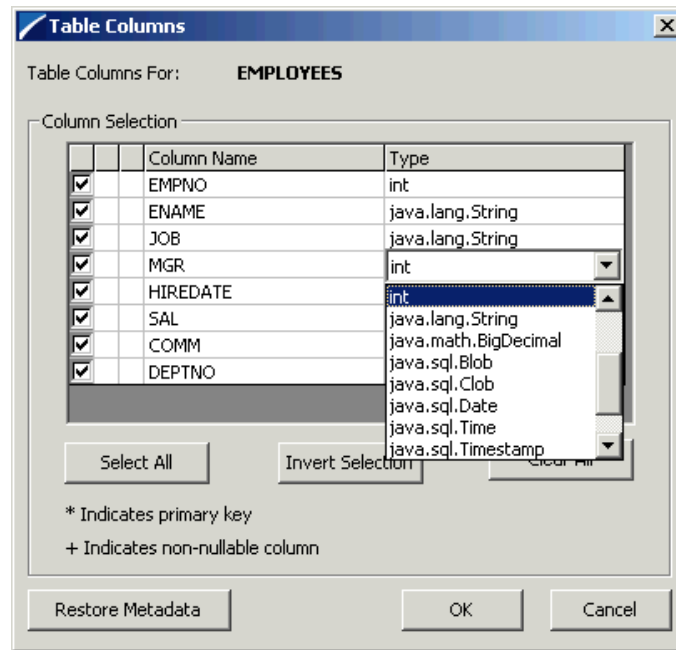 Table Columns
Table Columns For: EMPLOYEES
Column Selection
Column Name Type
EMPNO int
ENAME java.lang.String
JOB java.lang.String
MGR int
HIREDATE int
SAL java.lang.String
COMM java.math.BigDecimal
DEPTNO java.sql.Blob
java.sql.Clob
java.sql.Date
java.sql.Time
java.sql.Timestamp
Select All Invert Selection Clear All
* Indicates primary key
+ Indicates non-nullable column
Restore Metadata OK Cancel